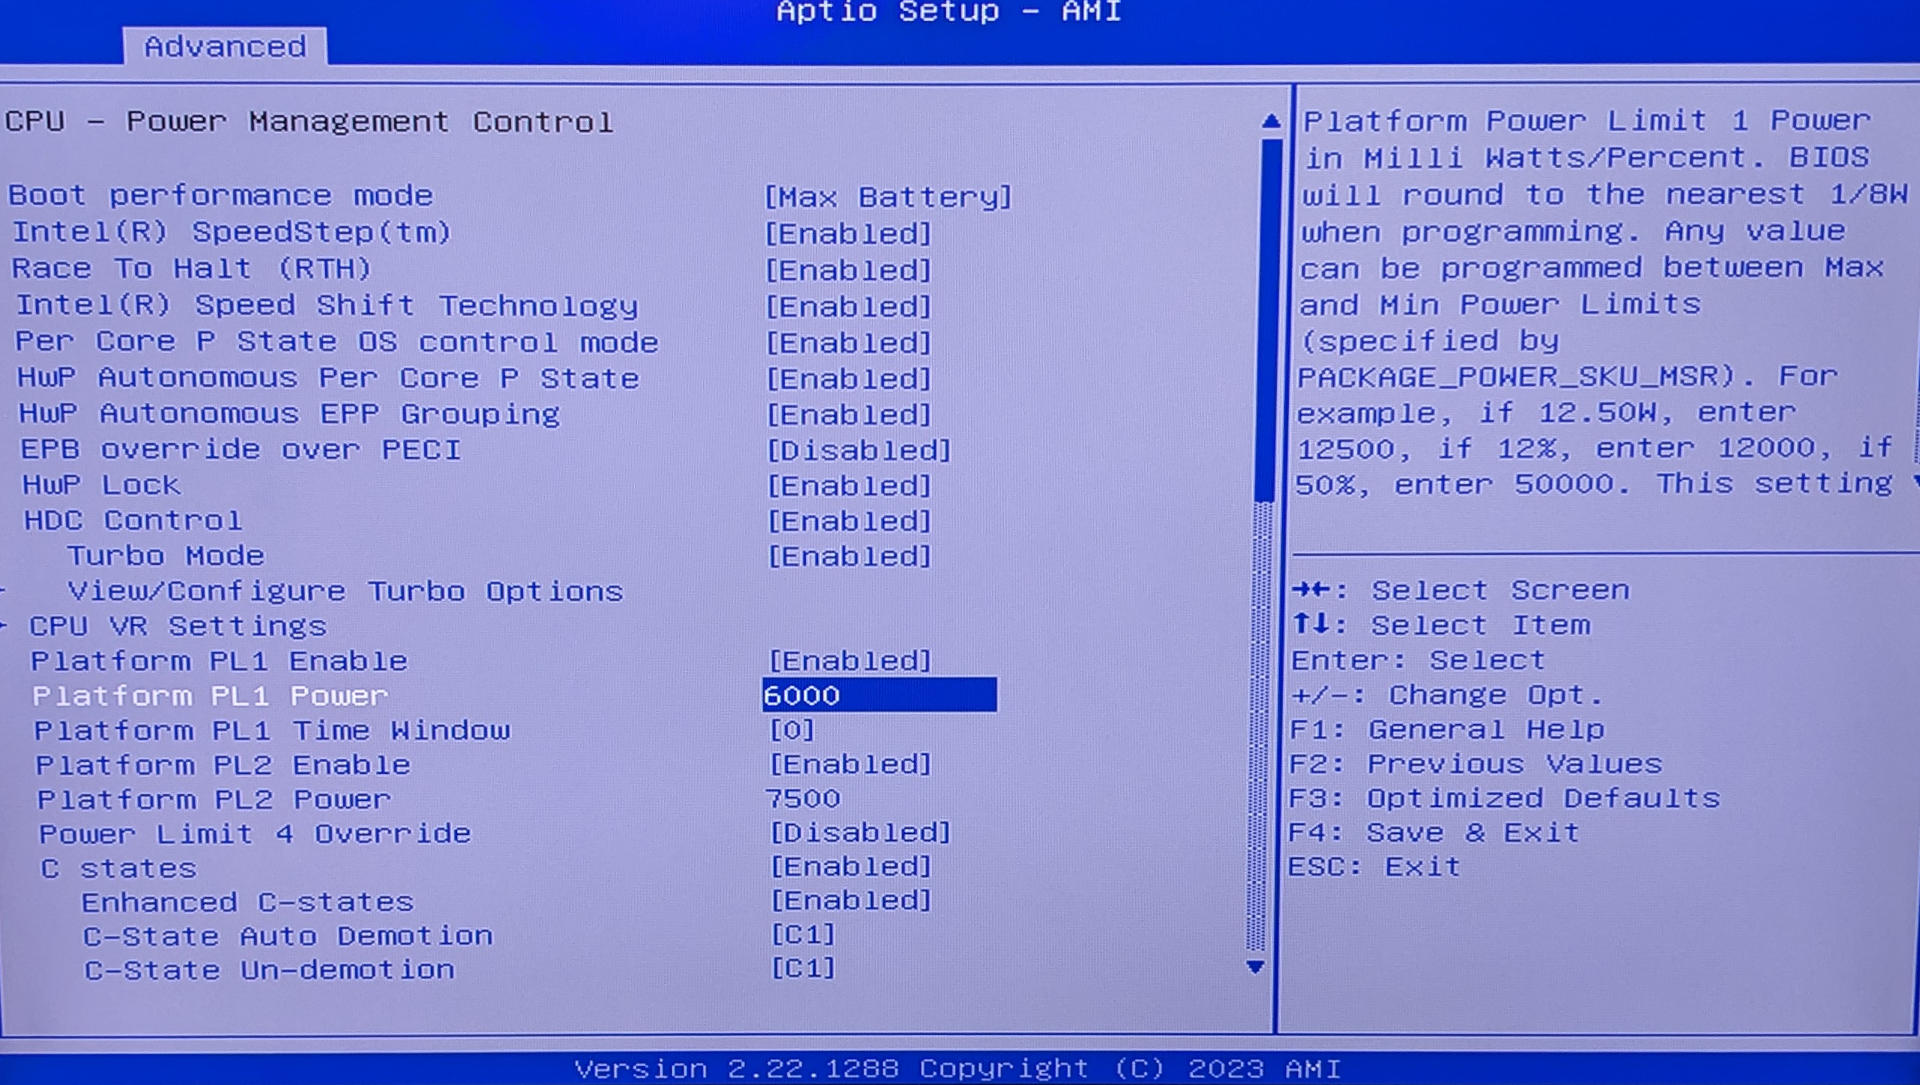 Aptio Setup – AMI
Advanced
CPU – Power Management Control
Boot performance mode [Max Battery]
Intel(R) SpeedStep(tm) [Enabled]
Race To Halt (RTH) [Enabled]
Intel(R) Speed Shift Technology [Enabled]
Per Core P State OS control mode [Enabled]
HwP Autonomous Per Core P State [Enabled]
HwP Autonomous EPP Grouping [Enabled]
EPB override over PECI [Disabled]
HwP Lock [Enabled]
HDC Control [Enabled]
Turbo Mode [Enabled]
View/Configure Turbo Options
CPU VR Settings
Platform PL1 Enable [Enabled]
Platform PL1 Power 6000
Platform PL1 Time Window [0]
Platform PL2 Enable [Enabled]
Platform PL2 Power 7500
Power Limit 4 Override [Disabled]
C states [Enabled]
Enhanced C-states [Enabled]
C-State Auto Demotion [C1]
C-State Un-demotion [C1]
Platform Power Limit 1 Power
in Milli Watts/Percent. BIOS
will round to the nearest 1/8W
when programming. Any value
can be programmed between Max
and Min Power Limits
(specified by
PACKAGE_POWER_SKU_MSR). For
example, if 12.50W, enter
12500, if 12%, enter 12000, if
50%, enter 50000. This setting
→←: Select Screen
↑↓: Select Item
Enter: Select
+/-: Change Opt.
F1: General Help
F2: Previous Values
F3: Optimized Defaults
F4: Save & Exit
ESC: Exit
Version 2.22.1288 Copyright (C) 2023 AMI